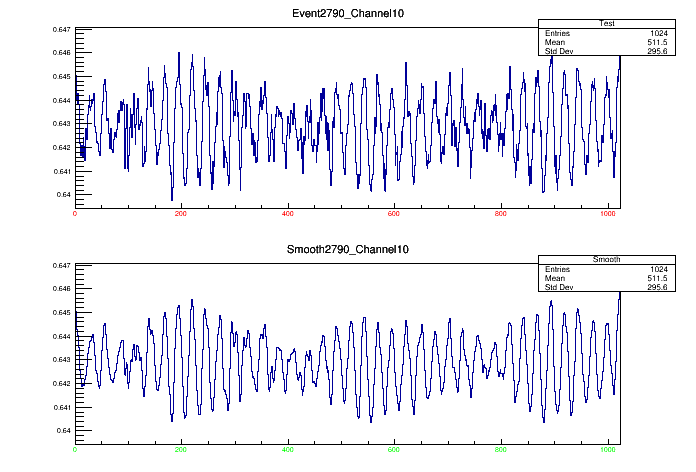 Event2790_Channel10
Test
Entries 1024
Mean 511.5
Std Dev 295.6
0.647
0.646
0.645
0.644
0.643
0.642
0.641
0.64
0 200 400 600 800 1000
Smooth2790_Channel10
Smooth
Entries 1024
Mean 511.5
Std Dev 295.6
0.647
0.646
0.645
0.644
0.643
0.642
0.641
0.64
0 200 400 600 800 1000